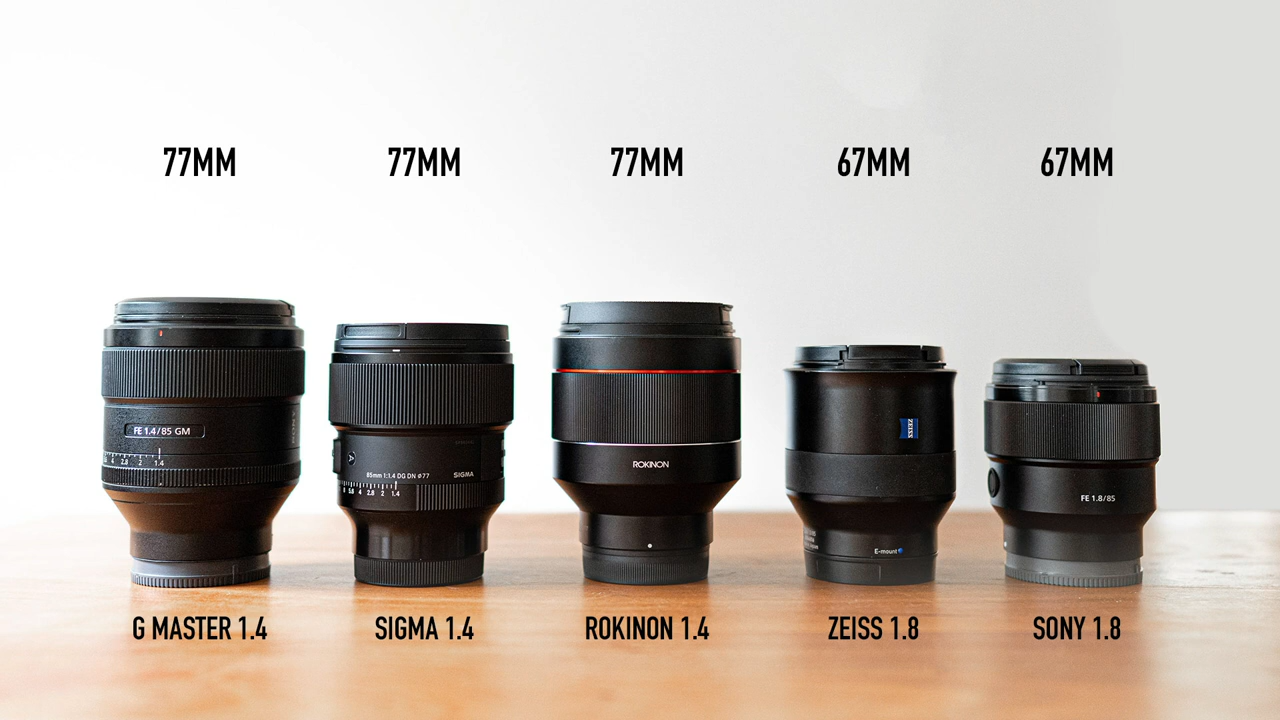 77MM 77MM 77MM 67MM 67MM
FE 1.4/85 GM
4 2.8 2 1.4
85mm 1:1.4 DG DN ø77 SIGMA
8 5.6 4 2.8 2 1.4
A
ROKINON
ZEISS
E-mount
FE 1.8/85
G MASTER 1.4 SIGMA 1.4 ROKINON 1.4 ZEISS 1.8 SONY 1.8